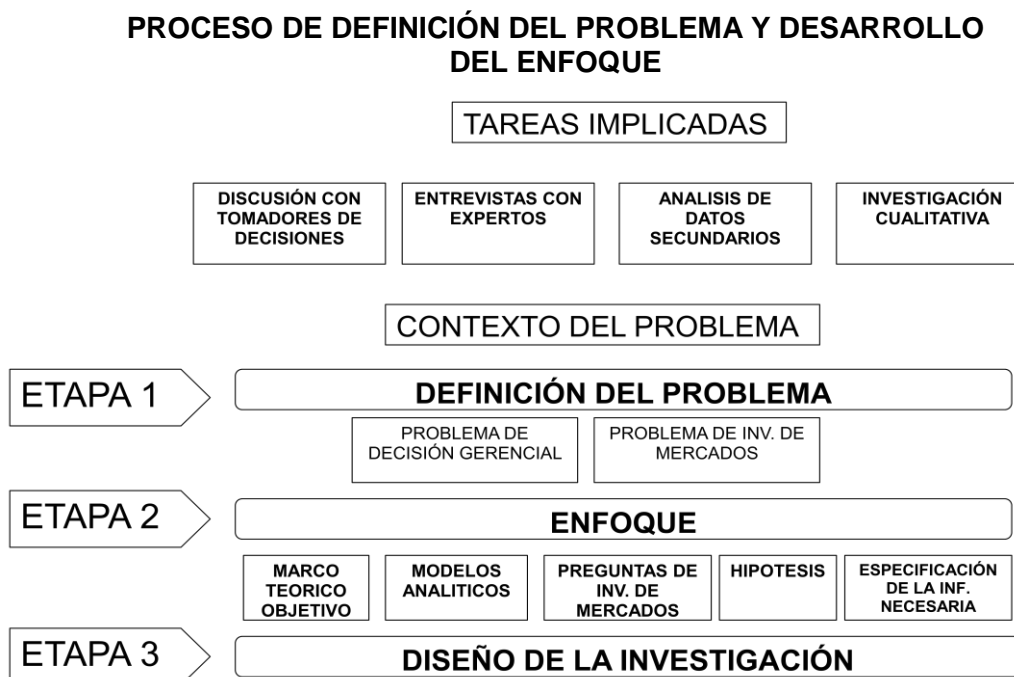 PROCESO DE DEFINICIÓN DEL PROBLEMA Y DESARROLLO
DEL ENFOQUE
TAREAS IMPLICADAS
DISCUSIÓN CON
TOMADORES DE
DECISIONES
ENTREVISTAS CON
EXPERTOS
ANALISIS DE
DATOS
SECUNDARIOS
INVESTIGACIÓN
CUALITATIVA
CONTEXTO DEL PROBLEMA
ETAPA 1
DEFINICIÓN DEL PROBLEMA
PROBLEMA DE
DECISIÓN GERENCIAL
PROBLEMA DE INV. DE
MERCADOS
ETAPA 2
ENFOQUE
MARCO
TEORICO
OBJETIVO
MODELOS
ANALITICOS
PREGUNTAS DE
INV. DE
MERCADOS
HIPOTESIS
ESPECIFICACIÓN
DE LA INF.
NECESARIA
ETAPA 3
DISEÑO DE LA INVESTIGACIÓN